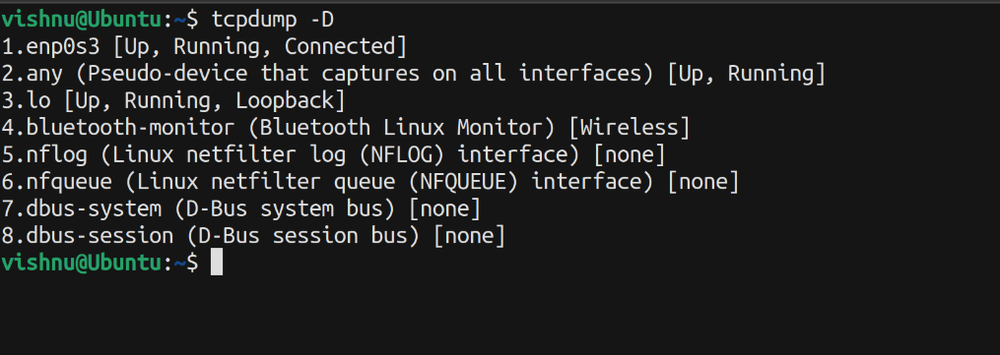 vishnu@Ubuntu:~$ tcpdump -D
1.enp0s3 [Up, Running, Connected]
2.any (Pseudo-device that captures on all interfaces) [Up, Running]
3.lo [Up, Running, Loopback]
4.bluetooth-monitor (Bluetooth Linux Monitor) [Wireless]
5.nflog (Linux netfilter log (NFLOG) interface) [none]
6.nfqueue (Linux netfilter queue (NFQUEUE) interface) [none]
7.dbus-system (D-Bus system bus) [none]
8.dbus-session (D-Bus session bus) [none]
vishnu@Ubuntu:~$